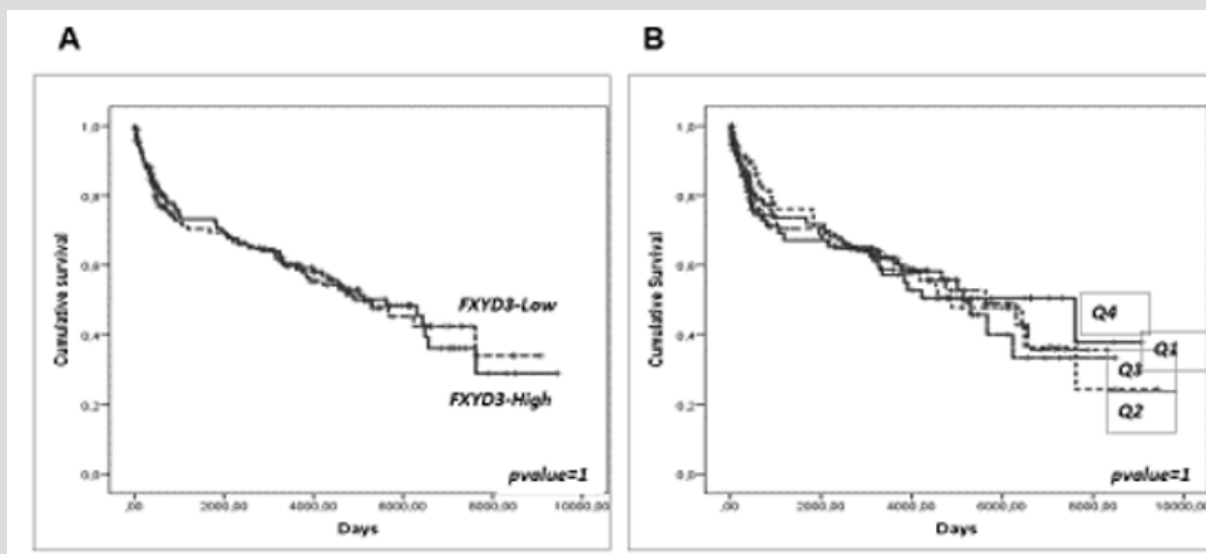 A
Cumulative survival
1,0
0,8
0,6
0,4
0,2
0,0
FXYD3-Low
FXYD3-High
pvalue=1
,00
2000,00
4000,00
6000,00
8000,00
10000,00
Days
B
Cumulative Survival
1,0
0,8
0,6
0,4
0,2
0,0
Q4
Q1
Q3
Q2
pvalue=1
,00
2000,00
4000,00
6000,00
8000,00
10000,00
Days